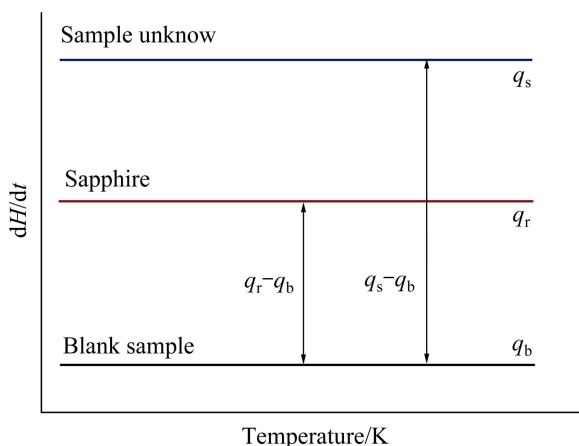 Sample unknow
qs
Sapphire
qr
qr−qb
qs−qb
Blank sample
qb
dH/dt
Temperature/K